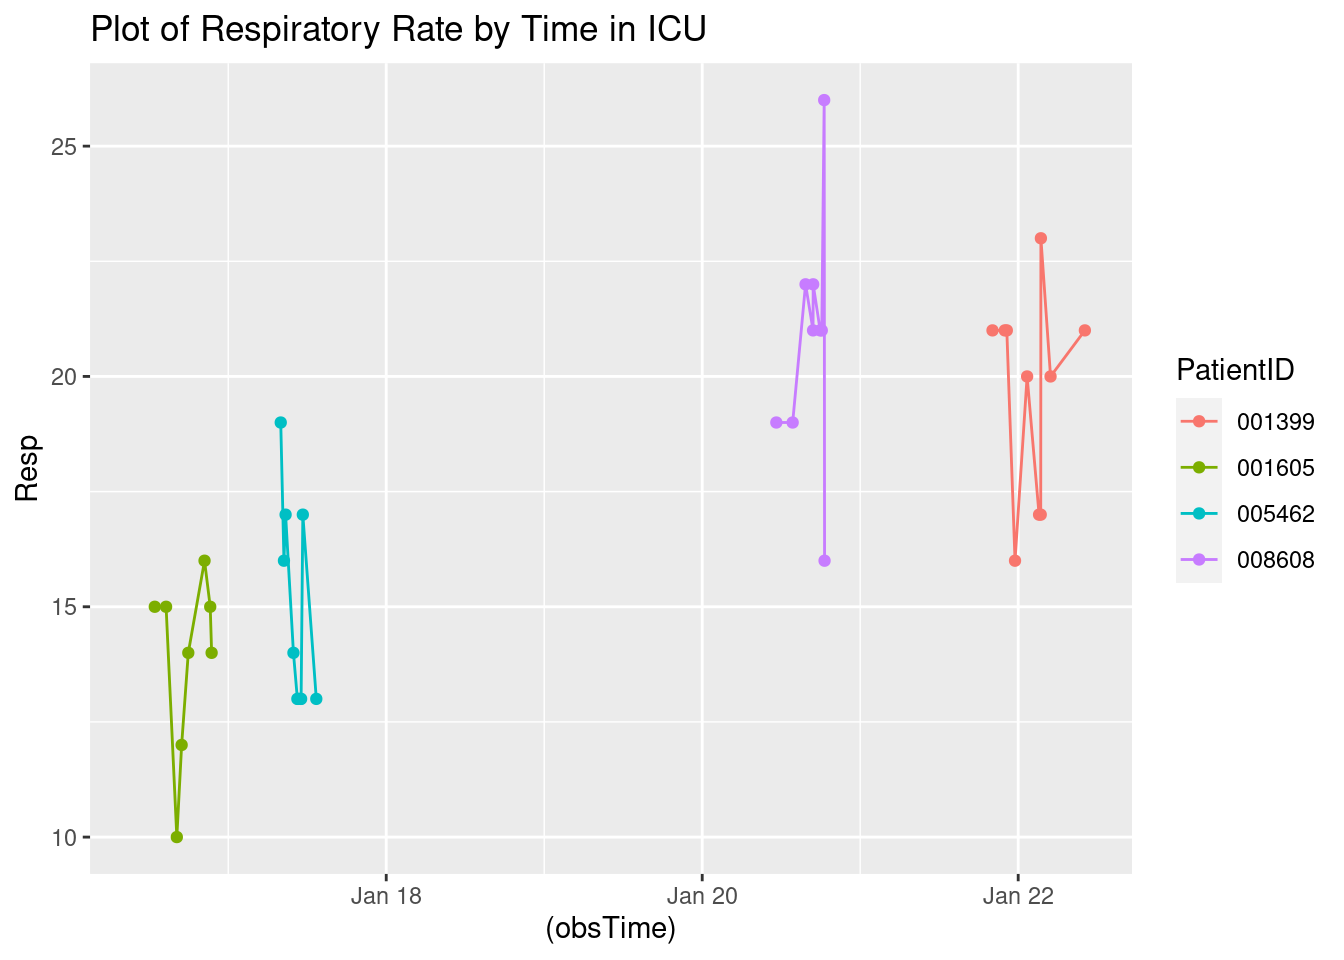 Plot of Respiratory Rate by Time in ICU
25
20
15
10
Resp
Jan 18 Jan 20 Jan 22
(obsTime)
PatientID
001399
001605
005462
008608